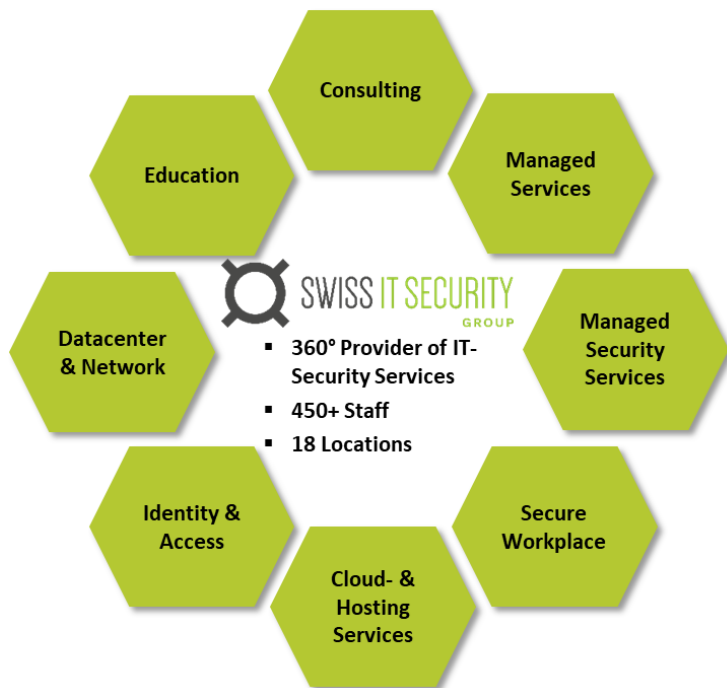 Consulting
Managed
Services
Education
SWISS IT SECURITY
GROUP
▪ 360° Provider of IT-
Security Services
▪ 450+ Staff
▪ 18 Locations
Datacenter
& Network
Managed
Security
Services
Identity &
Access
Secure
Workplace
Cloud- &
Hosting
Services